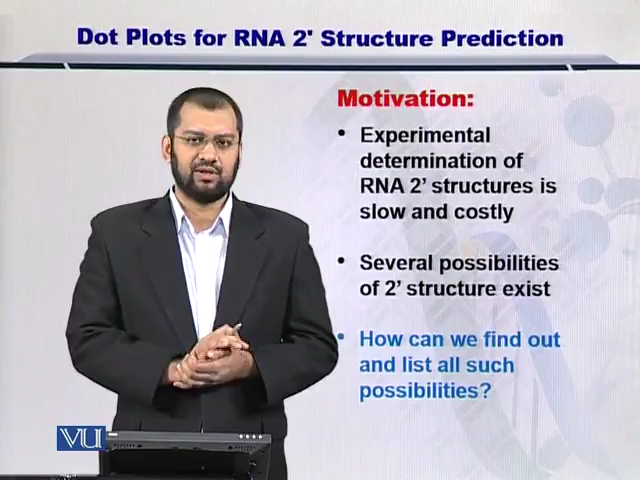 Dot Plots for RNA 2' Structure Prediction
Motivation:
• Experimental
determination of
RNA 2’ structures is
slow and costly
• Several possibilities
of 2’ structure exist
• How can we find out
and list all such
possibilities?
VU